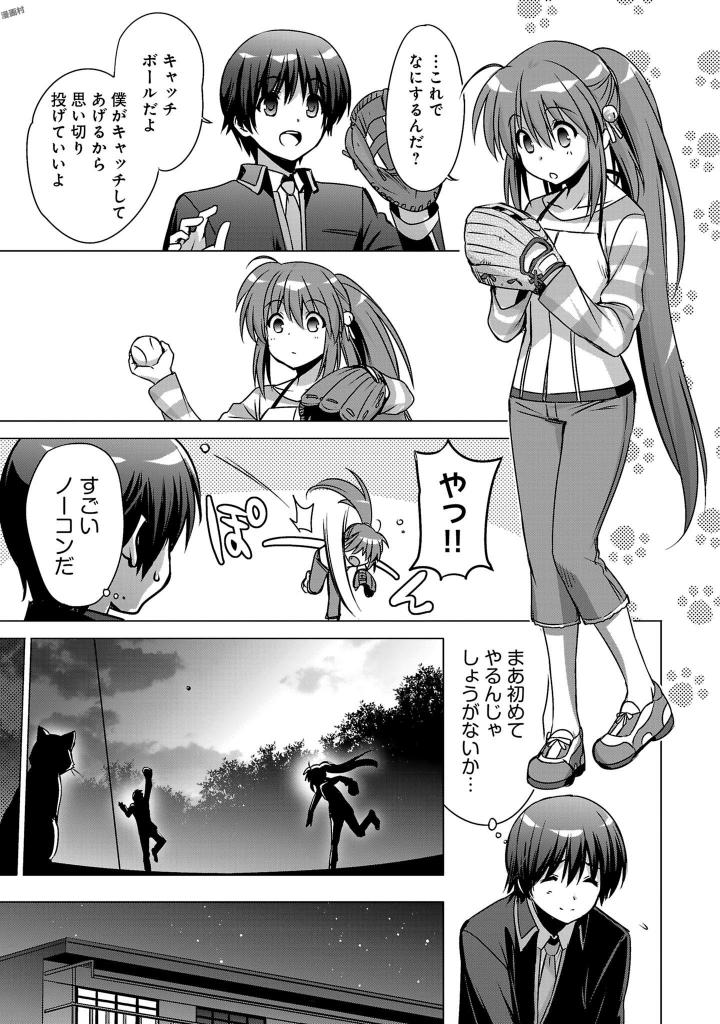 漫画村
…これで
なにするんだ？
キャッチ
ボールだよ
僕がキャッチして
あげるから
思い切り
投げていいよ
やっ!!
ぽーん
すごい
ノーコンだ
まあ初めて
やるんじゃ
しょうがないか…